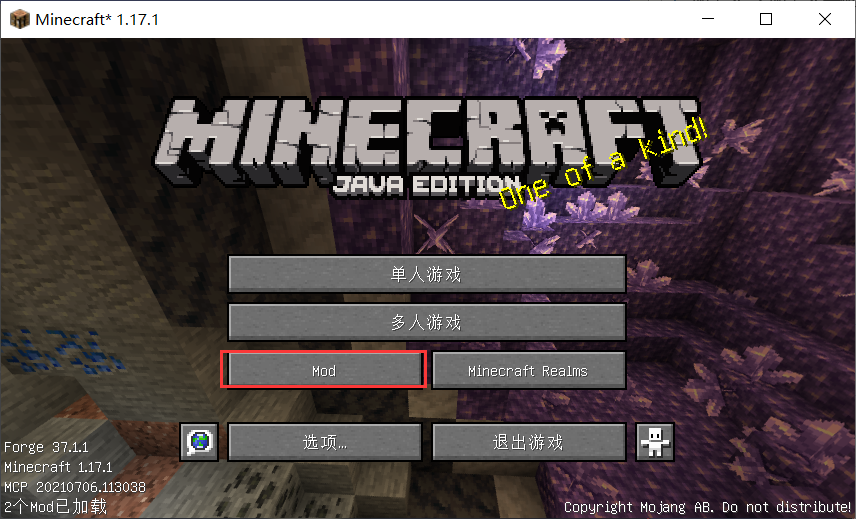 Minecraft* 1.17.1
MINECRAFT
JAVA EDITION
One of a kind!
单人游戏
多人游戏
Mod
Minecraft Realms
选项...
退出游戏
Forge 37.1.1
Minecraft 1.17.1
MCP 20210706.113038
2个Mod已加载
Copyright Mojang AB. Do not distribute!